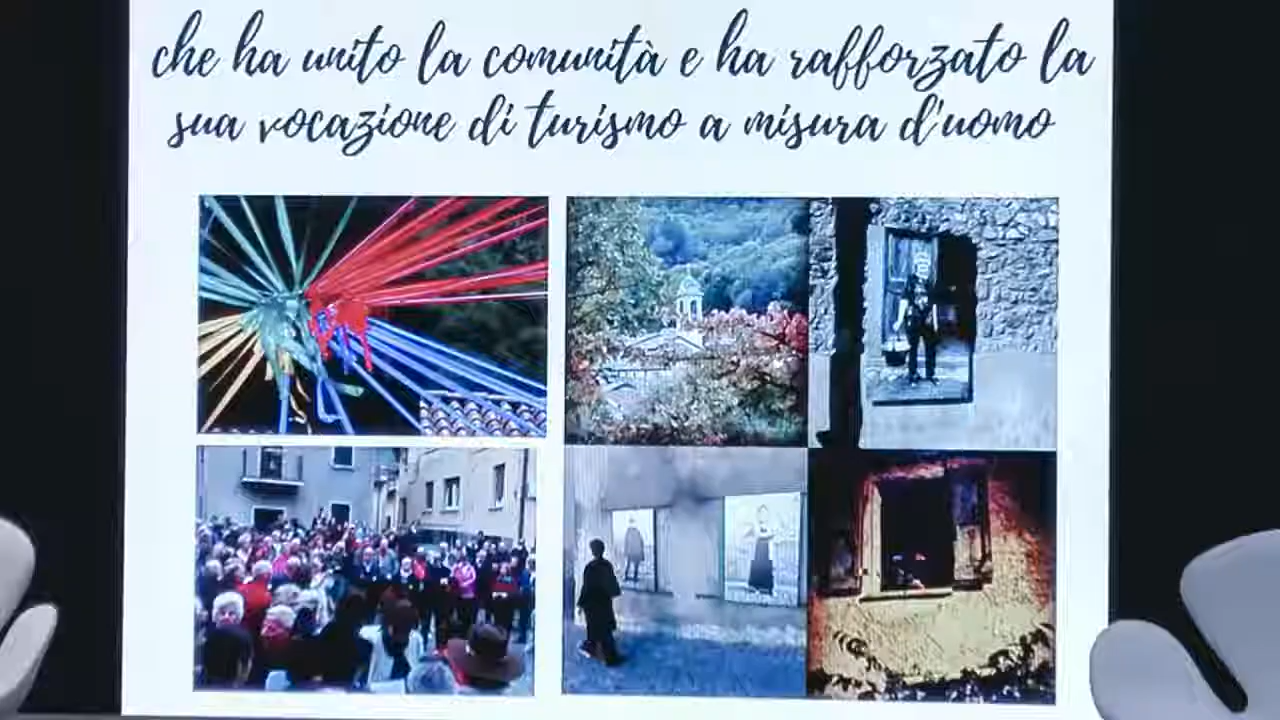 che ha unito la comunità e ha rafforzato la
sua vocazione di turismo a misura d'uomo